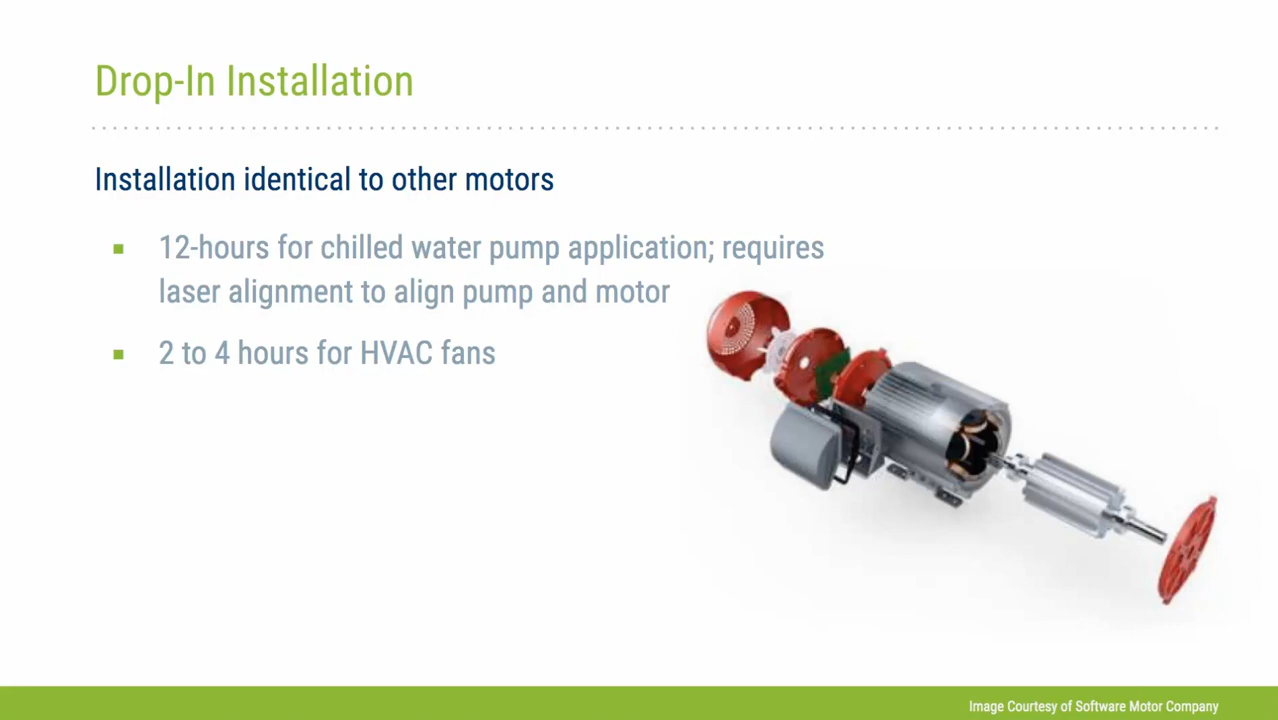 Drop-In Installation
Installation identical to other motors
12-hours for chilled water pump application; requires
laser alignment to align pump and motor
2 to 4 hours for HVAC fans
Image Courtesy of Software Motor Company